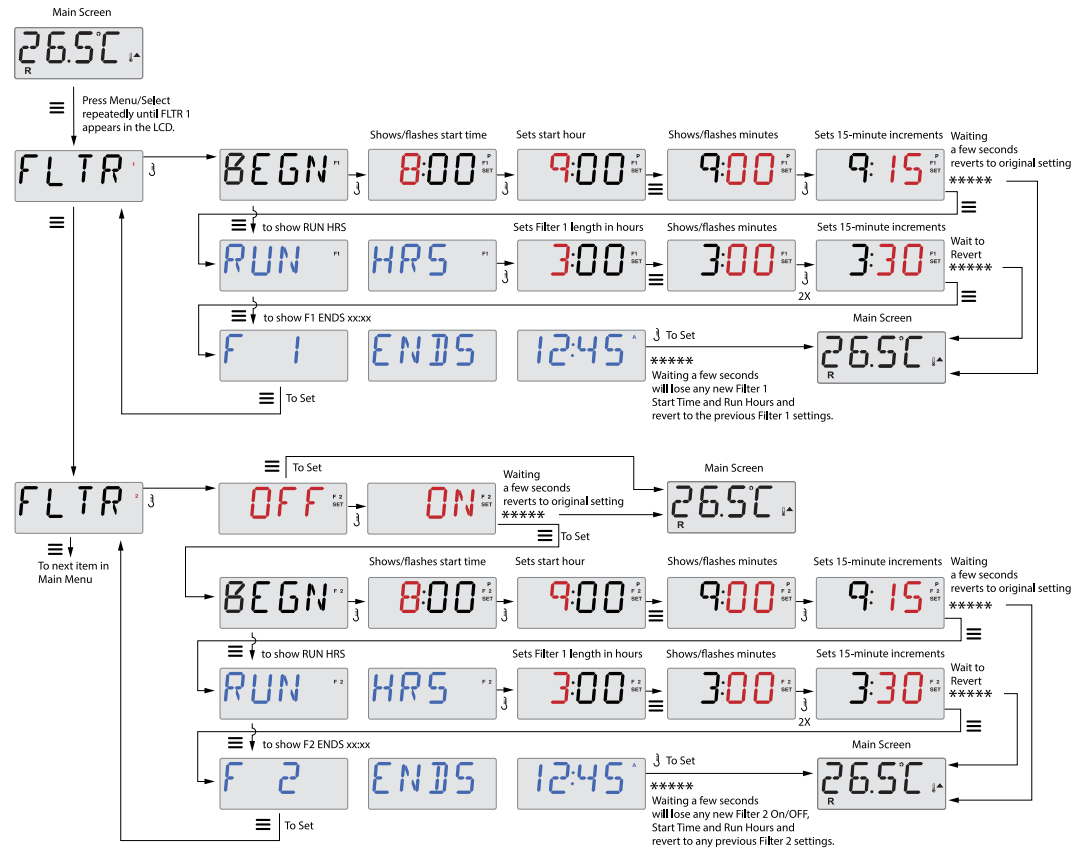 Main Screen
26.5°C
R
Press Menu/Select
repeatedly until FLTR 1
appears in the LCD.
Shows/flashes start time
Sets start hour
Shows/flashes minutes
Sets 15-minute increments
Waiting
a few seconds
reverts to original setting
*****
FLTR 1
BEGN F1
8:00 P F1 SET
9:00 P F1 SET
9:00 P F1 SET
9:15 P F1 SET
to show RUN HRS
Sets Filter 1 length in hours
Shows/flashes minutes
Sets 15-minute increments
Wait to
Revert
*****
RUN F1
HRS F1
3:00 F1 SET
3:00 F1 SET
3:30 F1 SET
2X
to show F1 ENDS xx:xx
F 1
ENDS
12:45 A
To Set
*****
Waiting a few seconds
will lose any new Filter 1
Start Time and Run Hours and
revert to the previous Filter 1 settings.
Main Screen
26.5°C
R
To Set
FLTR 2
To next item in
Main Menu
To Set
OFF F 2 SET
ON F 2 SET
Waiting
a few seconds
reverts to original setting
*****
To Set
Main Screen
26.5°C
R
Shows/flashes start time
Sets start hour
Shows/flashes minutes
Sets 15-minute increments
Waiting
a few seconds
reverts to original setting
*****
BEGN F 2
8:00 P F 2 SET
9:00 P F 2 SET
9:00 P F 2 SET
9:15 P F 2 SET
to show RUN HRS
Sets Filter 1 length in hours
Shows/flashes minutes
Sets 15-minute increments
Wait to
Revert
*****
RUN F 2
HRS F 2
3:00 F 2 SET
3:00 F 2 SET
3:30 F 2 SET
2X
to show F2 ENDS xx:xx
F 2
ENDS
12:45 A
To Set
*****
Waiting a few seconds
will lose any new Filter 2 On/OFF,
Start Time and Run Hours and
revert to any previous Filter 2 settings.
Main Screen
26.5°C
R
To Set